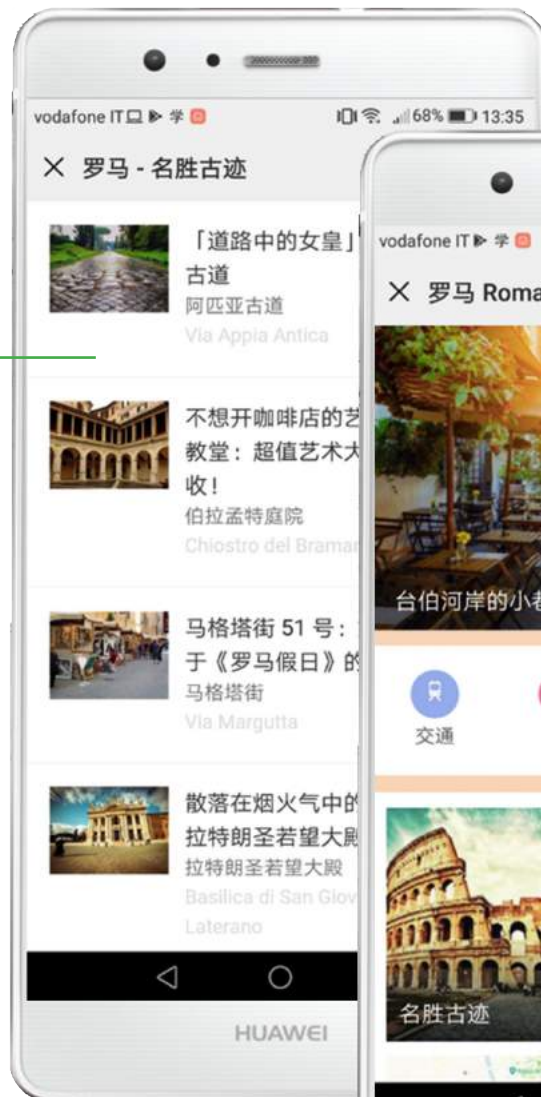 vodafone IT 学 68% 13:35
罗马 - 名胜古迹
「道路中的女皇」
古道
阿匹亚古道
Via Appia Antica
不想开咖啡店的艺
教堂：超值艺术大
收！
伯拉孟特庭院
Chiostro del Bramar
马格塔街 51 号：
于《罗马假日》的
马格塔街
Via Margutta
散落在烟火气中的
拉特朗圣若望大殿
拉特朗圣若望大殿
Basilica di San Giov
Laterano
HUAWEI
vodafone IT 学
罗马 Roma
台伯河岸的小巷
交通
名胜古迹